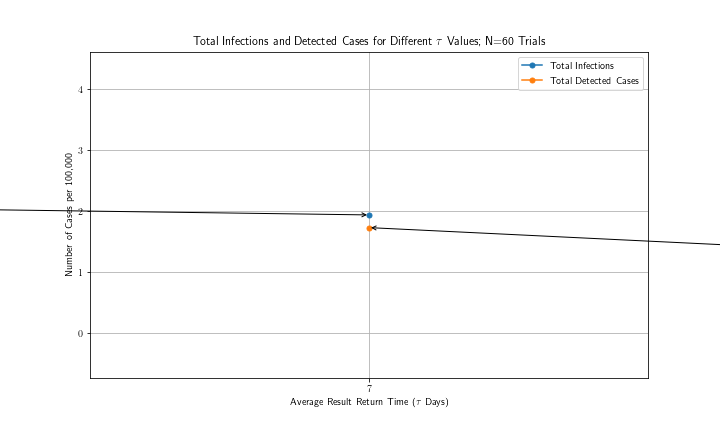 Total Infections and Detected Cases for Different τ Values; N=60 Trials
Total Infections
Total Detected Cases
4
3
2
1
0
Number of Cases per 100,000
7
Average Result Return Time (τ Days)